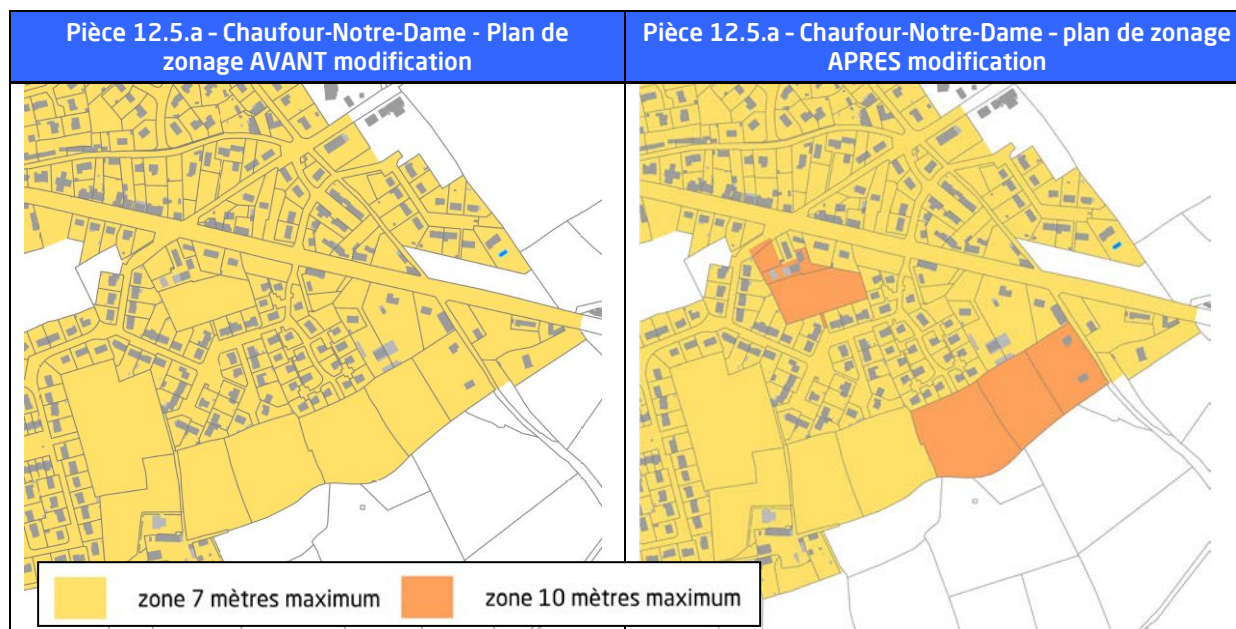 Pièce 12.5.a – Chaufour-Notre-Dame - Plan de
zonage AVANT modification
Pièce 12.5.a – Chaufour-Notre-Dame – plan de zonage
APRES modification
zone 7 mètres maximum
zone 10 mètres maximum